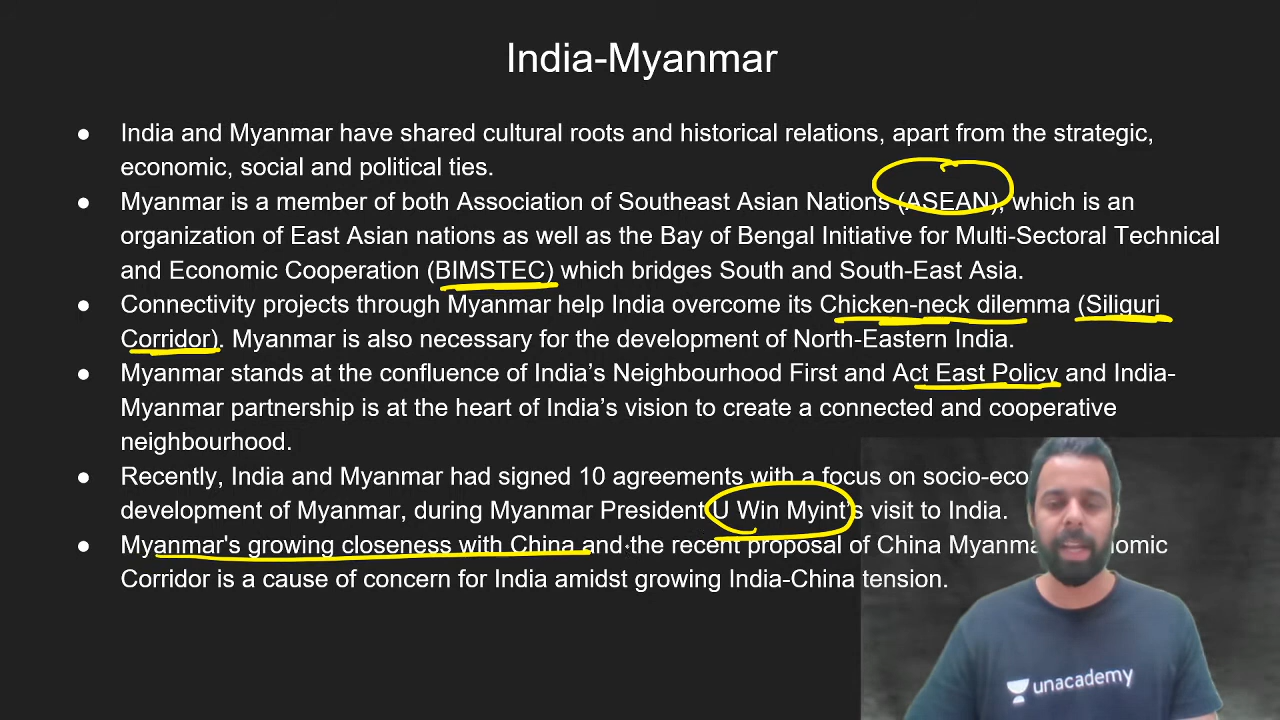 India-Myanmar
● India and Myanmar have shared cultural roots and historical relations, apart from the strategic,
economic, social and political ties.
● Myanmar is a member of both Association of Southeast Asian Nations (ASEAN), which is an
organization of East Asian nations as well as the Bay of Bengal Initiative for Multi-Sectoral Technical
and Economic Cooperation (BIMSTEC) which bridges South and South-East Asia.
● Connectivity projects through Myanmar help India overcome its Chicken-neck dilemma (Siliguri
Corridor). Myanmar is also necessary for the development of North-Eastern India.
● Myanmar stands at the confluence of India's Neighbourhood First and Act East Policy and India-
Myanmar partnership is at the heart of India's vision to create a connected and cooperative
neighbourhood.
● Recently, India and Myanmar had signed 10 agreements with a focus on socio-eco
development of Myanmar, during Myanmar President U Win Myint's visit to India.
● Myanmar's growing closeness with China and the recent proposal of China Myanma nomic
Corridor is a cause of concern for India amidst growing India-China tension.
unacademy